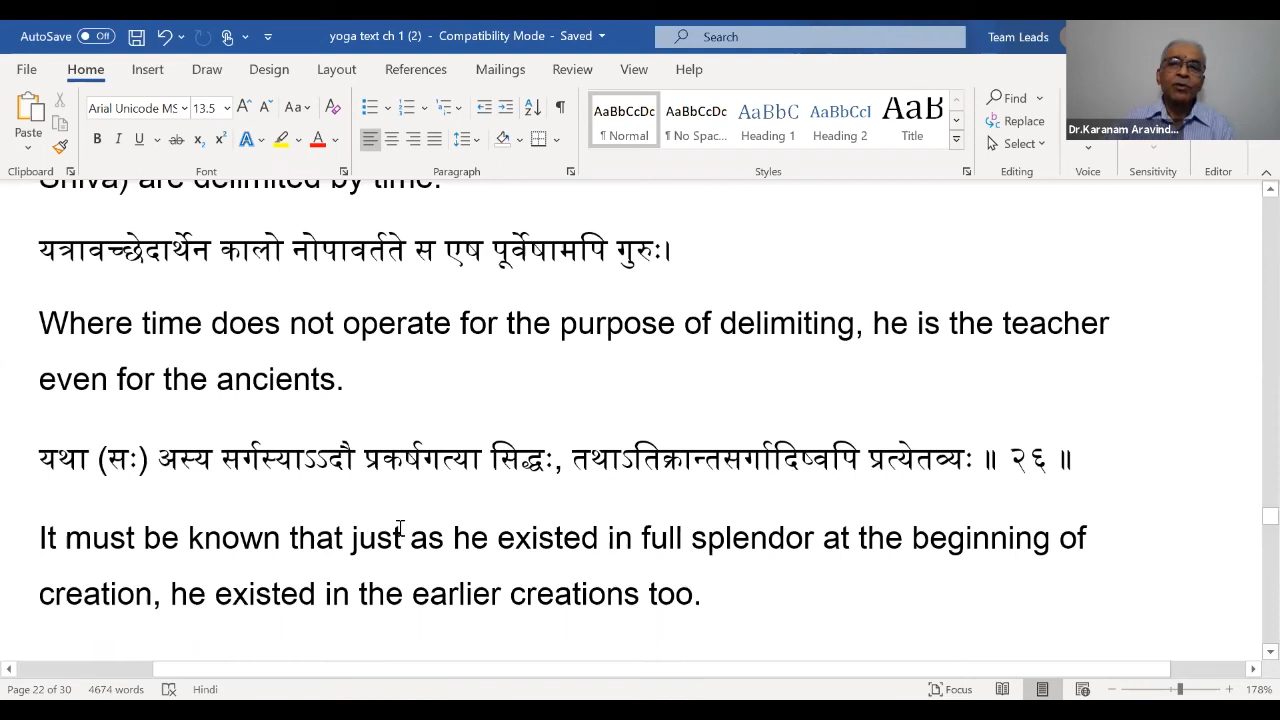 AutoSave Off yoga text ch 1 (2) - Compatibility Mode - Saved Search Team Leads
File Home Insert Draw Design Layout References Mailings Review View Help
Arial Unicode MS 13.5
Paste
AaBbCcDc AaBbCcDc AaBbC AaBbCcI AaB
¶ Normal ¶ No Spac... Heading 1 Heading 2 Title
Find
Replace
Select
Dr.Karanam Aravind...
Clipboard Font Paragraph Styles Editing Voice Sensitivity Editor
Shiva) are delimited by time.
यत्रावच्छेदार्थेन कालो नोपावर्तते स एष पूर्वेषामपि गुरुः।
Where time does not operate for the purpose of delimiting, he is the teacher
even for the ancients.
यथा (सः) अस्य सर्गस्याऽऽदौ प्रकर्षगत्या सिद्धः, तथाऽतिक्रान्तसर्गादिष्वपि प्रत्येतव्यः ॥ २६ ॥
It must be known that just as he existed in full splendor at the beginning of
creation, he existed in the earlier creations too.
Page 22 of 30 4674 words Hindi Focus 178%